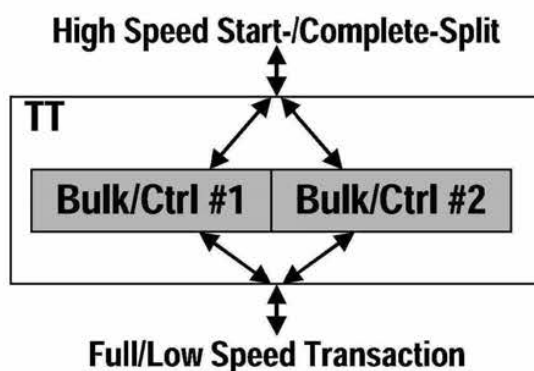 High Speed Start-/Complete-Split
TT
Bulk/Ctrl #1 Bulk/Ctrl #2
Full/Low Speed Transaction